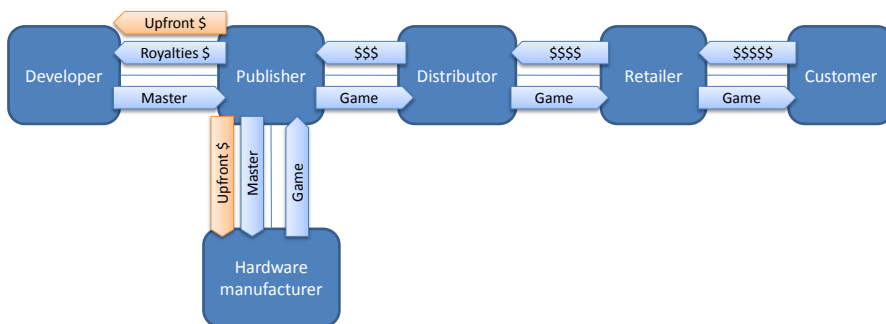 Upfront $
Royalties $
$$$
$$$$
$$$$$
Developer
Publisher
Distributor
Retailer
Customer
Master
Game
Game
Game
Upfront $
Master
Game
Hardware
manufacturer